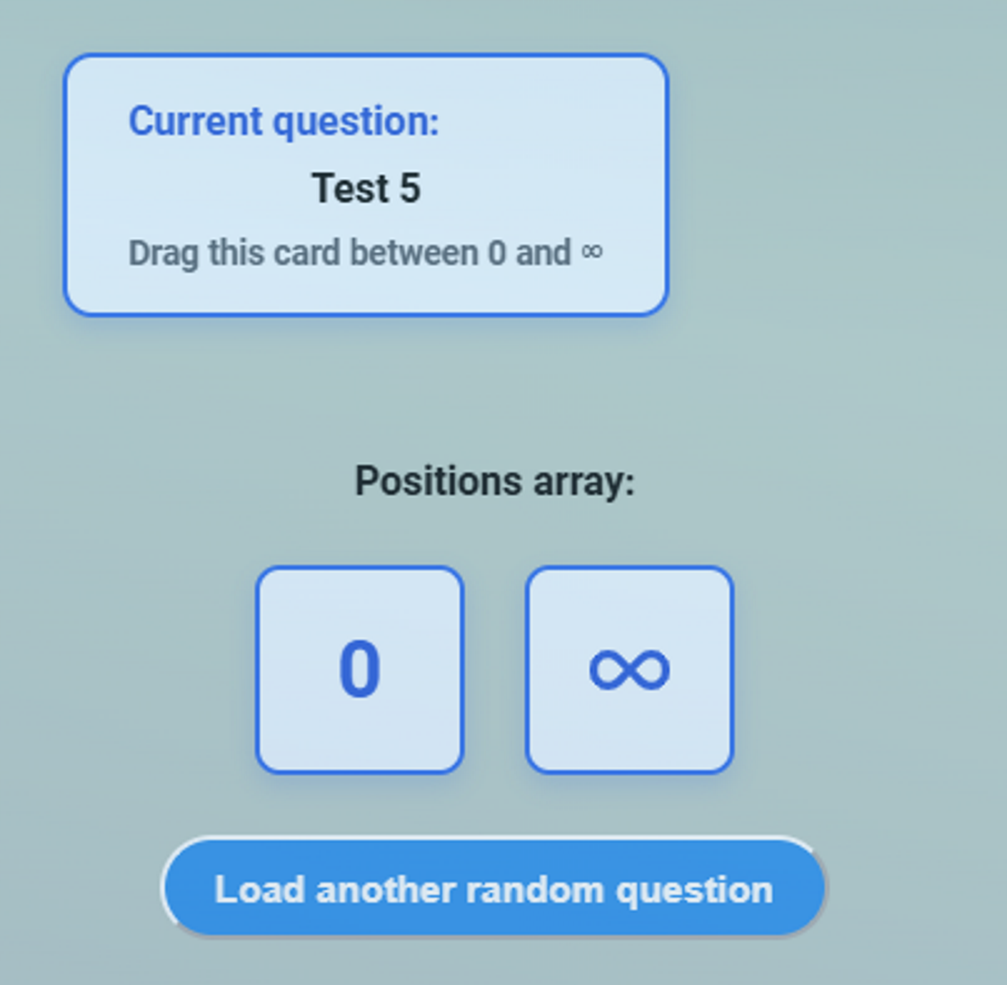 Current question:
Test 5
Drag this card between 0 and ∞
Positions array:
0 ∞
Load another random question